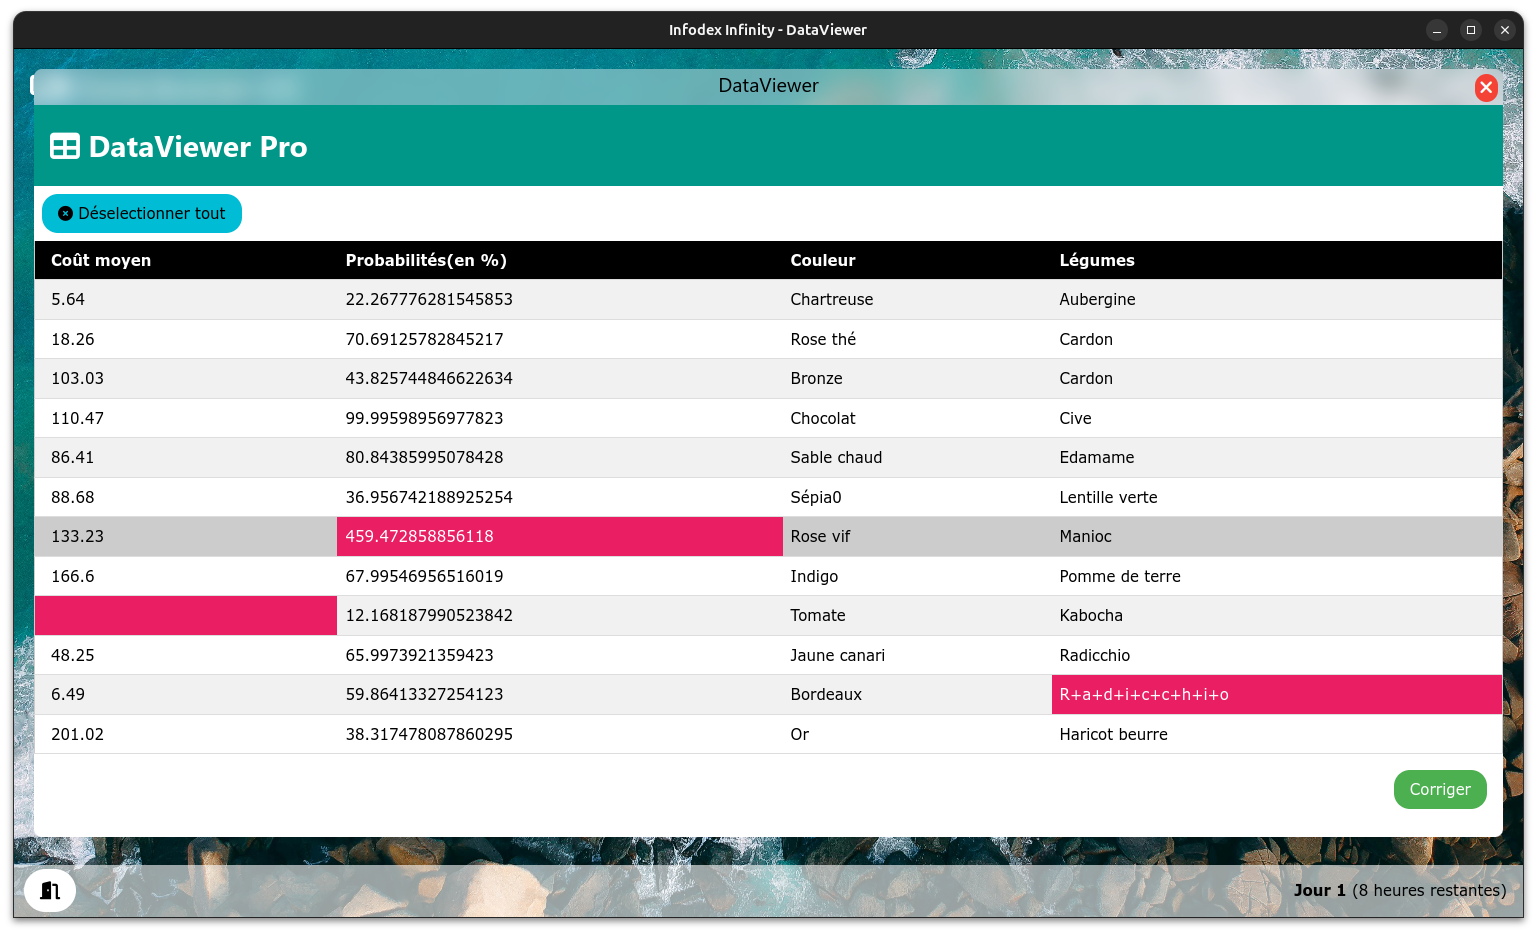 Infodex Infinity - DataViewer
DataViewer
DataViewer Pro
Déselectionner tout
Coût moyen Probabilités(en %) Couleur Légumes
5.64 22.267776281545853 Chartreuse Aubergine
18.26 70.69125782845217 Rose thé Cardon
103.03 43.825744846622634 Bronze Cardon
110.47 99.99598956977823 Chocolat Cive
86.41 80.84385995078428 Sable chaud Edamame
88.68 36.956742188925254 Sépia0 Lentille verte
133.23 459.472858856118 Rose vif Manioc
166.6 67.99546956516019 Indigo Pomme de terre
12.168187990523842 Tomate Kabocha
48.25 65.9973921359423 Jaune canari Radicchio
6.49 59.86413327254123 Bordeaux R+a+d+i+c+c+h+i+o
201.02 38.317478087860295 Or Haricot beurre
Corriger
Jour 1 (8 heures restantes)